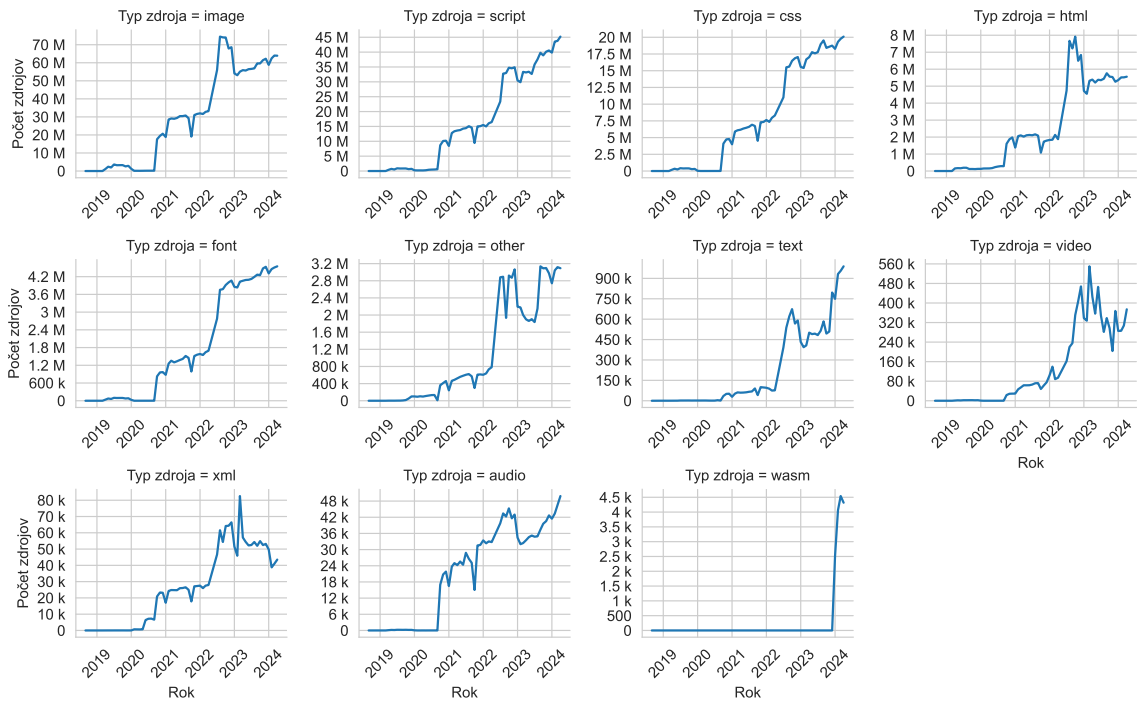 Typ zdroja = image
Počet zdrojov
70 M
60 M
50 M
40 M
30 M
20 M
10 M
0
2019
2020
2021
2022
2023
2024
Typ zdroja = script
45 M
40 M
35 M
30 M
25 M
20 M
15 M
10 M
5 M
0
2019
2020
2021
2022
2023
2024
Typ zdroja = css
20 M
17.5 M
15 M
12.5 M
10 M
7.5 M
5 M
2.5 M
0
2019
2020
2021
2022
2023
2024
Typ zdroja = html
8 M
7 M
6 M
5 M
4 M
3 M
2 M
1 M
0
2019
2020
2021
2022
2023
2024
Typ zdroja = font
Počet zdrojov
4.2 M
3.6 M
3 M
2.4 M
1.8 M
1.2 M
600 k
0
2019
2020
2021
2022
2023
2024
Typ zdroja = other
3.2 M
2.8 M
2.4 M
2 M
1.6 M
1.2 M
800 k
400 k
0
2019
2020
2021
2022
2023
2024
Typ zdroja = text
900 k
750 k
600 k
450 k
300 k
150 k
0
2019
2020
2021
2022
2023
2024
Typ zdroja = video
560 k
480 k
400 k
320 k
240 k
160 k
80 k
0
2019
2020
2021
2022
2023
2024
Rok
Typ zdroja = xml
Počet zdrojov
80 k
70 k
60 k
50 k
40 k
30 k
20 k
10 k
0
2019
2020
2021
2022
2023
2024
Rok
Typ zdroja = audio
48 k
42 k
36 k
30 k
24 k
18 k
12 k
6 k
0
2019
2020
2021
2022
2023
2024
Rok
Typ zdroja = wasm
4.5 k
4 k
3.5 k
3 k
2.5 k
2 k
1.5 k
1 k
500
0
2019
2020
2021
2022
2023
2024
Rok